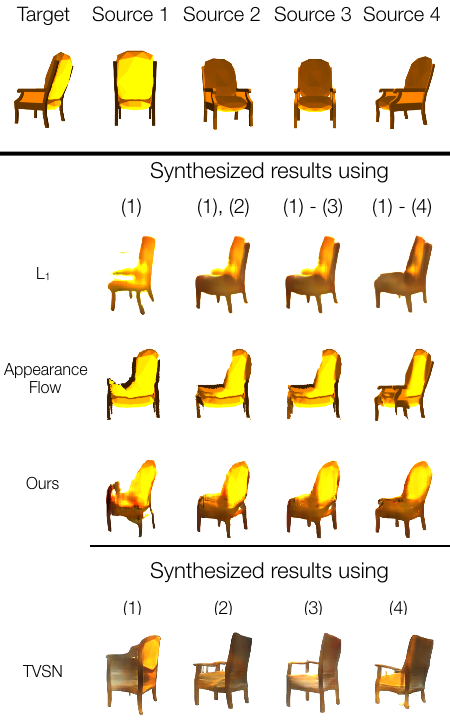 Target Source 1 Source 2 Source 3 Source 4
Synthesized results using
(1) (1), (2) (1) - (3) (1) - (4)
L1
Appearance
Flow
Ours
Synthesized results using
(1) (2) (3) (4)
TVSN